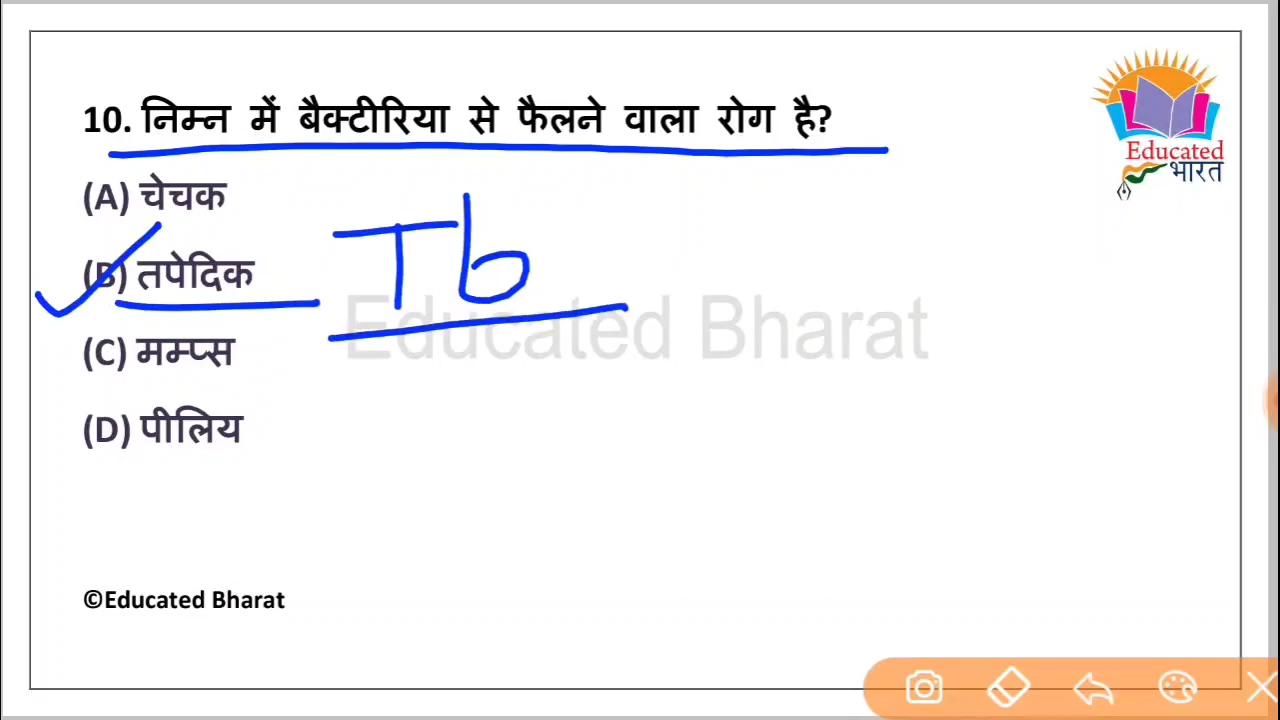 10. निम्न में बैक्टीरिया से फैलने वाला रोग है?
Educated
भारत
(A) चेचक
(B) तपेदिक
Tb
Educated Bharat
(C) मम्प्स
(D) पीलिय
©Educated Bharat